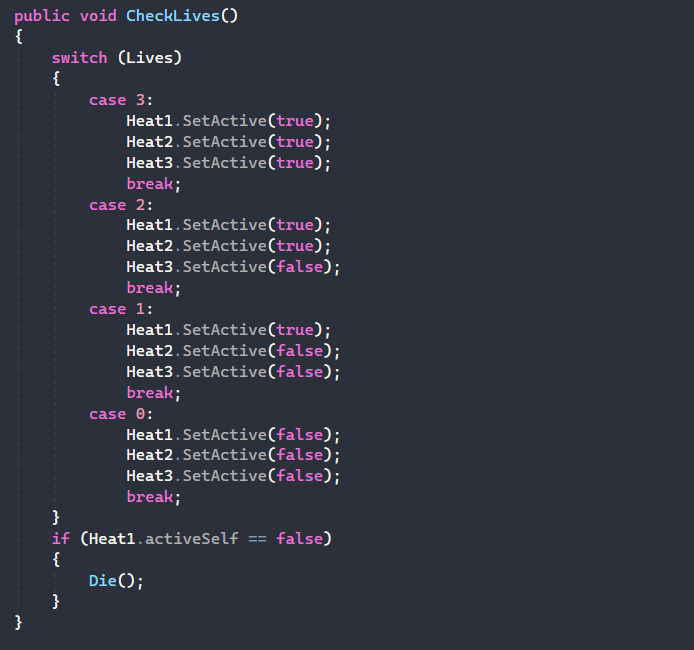 public void CheckLives()
{
    switch (Lives)
    {
        case 3:
            Heat1.SetActive(true);
            Heat2.SetActive(true);
            Heat3.SetActive(true);
            break;
        case 2:
            Heat1.SetActive(true);
            Heat2.SetActive(true);
            Heat3.SetActive(false);
            break;
        case 1:
            Heat1.SetActive(true);
            Heat2.SetActive(false);
            Heat3.SetActive(false);
            break;
        case 0:
            Heat1.SetActive(false);
            Heat2.SetActive(false);
            Heat3.SetActive(false);
            break;
    }
    if (Heat1.activeSelf == false)
    {
        Die();
    }
}